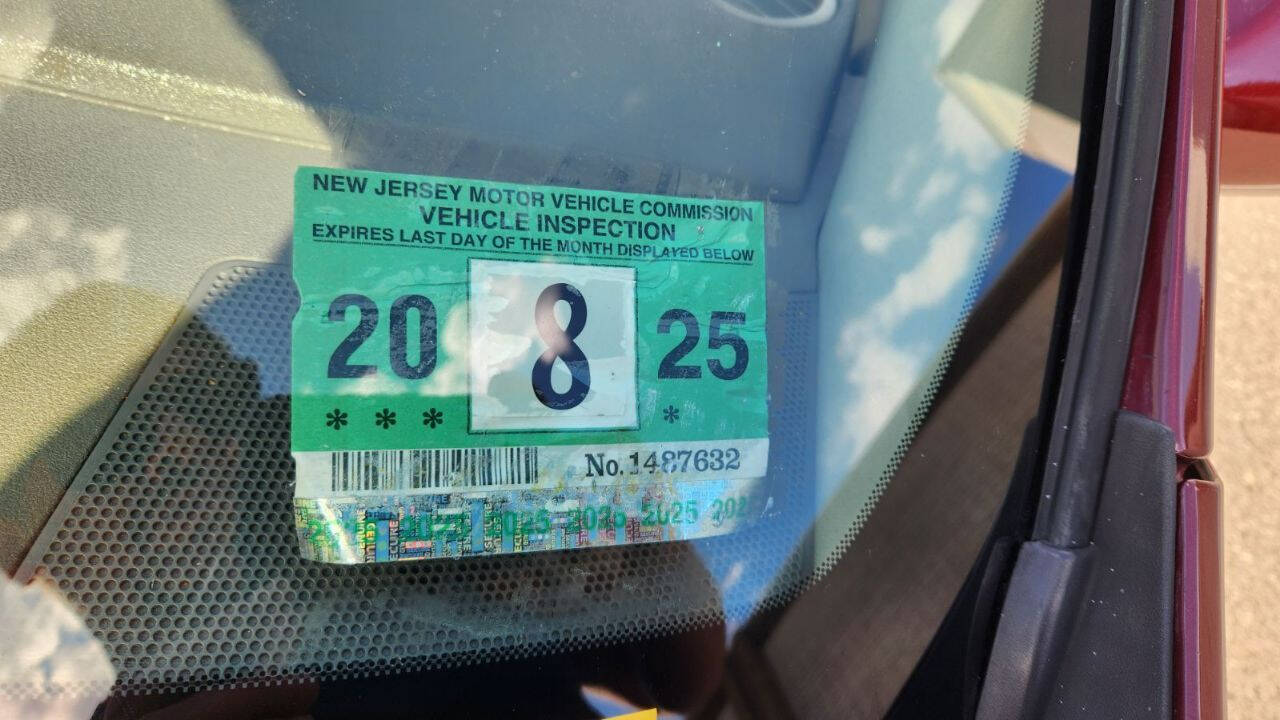 NEW JERSEY MOTOR VEHICLE COMMISSION
VEHICLE INSPECTION
EXPIRES LAST DAY OF THE MONTH DISPLAYED BELOW
20 8 25
* * * *
No. 1487632
2025 2025 2025 2025